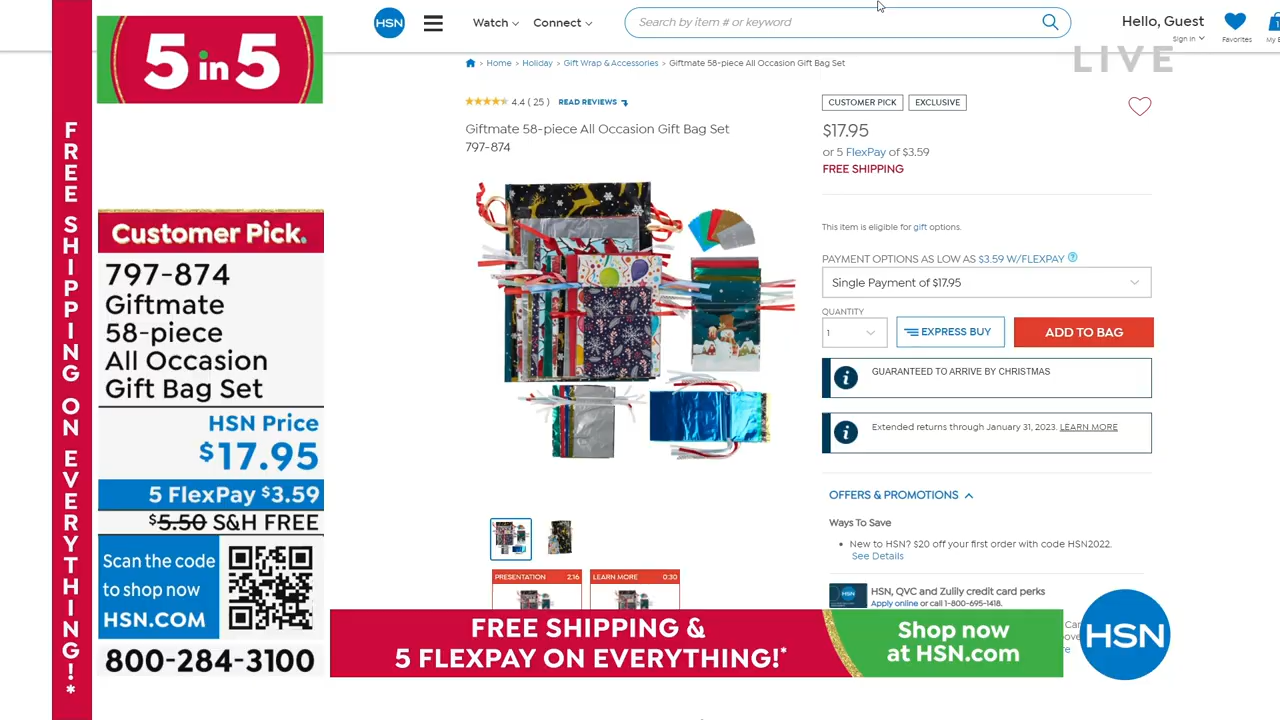 5 in 5
FREE SHIPPING ON EVERYTHING!*
Customer Pick.
797-874
Giftmate
58-piece
All Occasion
Gift Bag Set
HSN Price
$17.95
5 FlexPay $3.59
$5.50 S&H FREE
Scan the code
to shop now
HSN.COM
800-284-3100
HSN
Watch
Connect
Search by item # or keyword
Hello, Guest
Sign In
Favorites
LIVE
> Home > Holiday > Gift Wrap & Accessories > Giftmate 58-piece All Occasion Gift Bag Set
4.4 ( 25 ) READ REVIEWS
Giftmate 58-piece All Occasion Gift Bag Set
797-874
CUSTOMER PICK EXCLUSIVE
$17.95
or 5 FlexPay of $3.59
FREE SHIPPING
This item is eligible for gift options.
PAYMENT OPTIONS AS LOW AS $3.59 W/FLEXPAY ?
Single Payment of $17.95
QUANTITY
1
EXPRESS BUY
ADD TO BAG
GUARANTEED TO ARRIVE BY CHRISTMAS
Extended returns through January 31, 2023. LEARN MORE
OFFERS & PROMOTIONS
Ways To Save
• New to HSN? $20 off your first order with code HSN2022.
See Details
PRESENTATION 2:16
LEARN MORE 0:30
HSN, QVC and Zulily credit card perks
Apply online or call 1-800-695-1418.
FREE SHIPPING &
5 FLEXPAY ON EVERYTHING!*
Shop now
at HSN.com
HSN